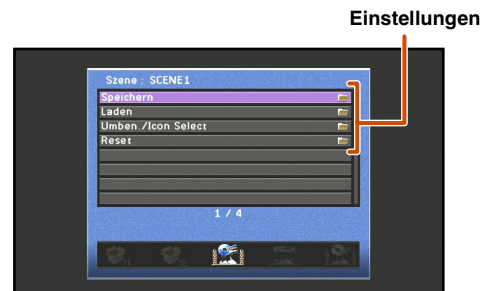 Einstellungen
Szene : SCENE1
Speichern
Laden
Umben./Icon Select
Reset
1 / 4